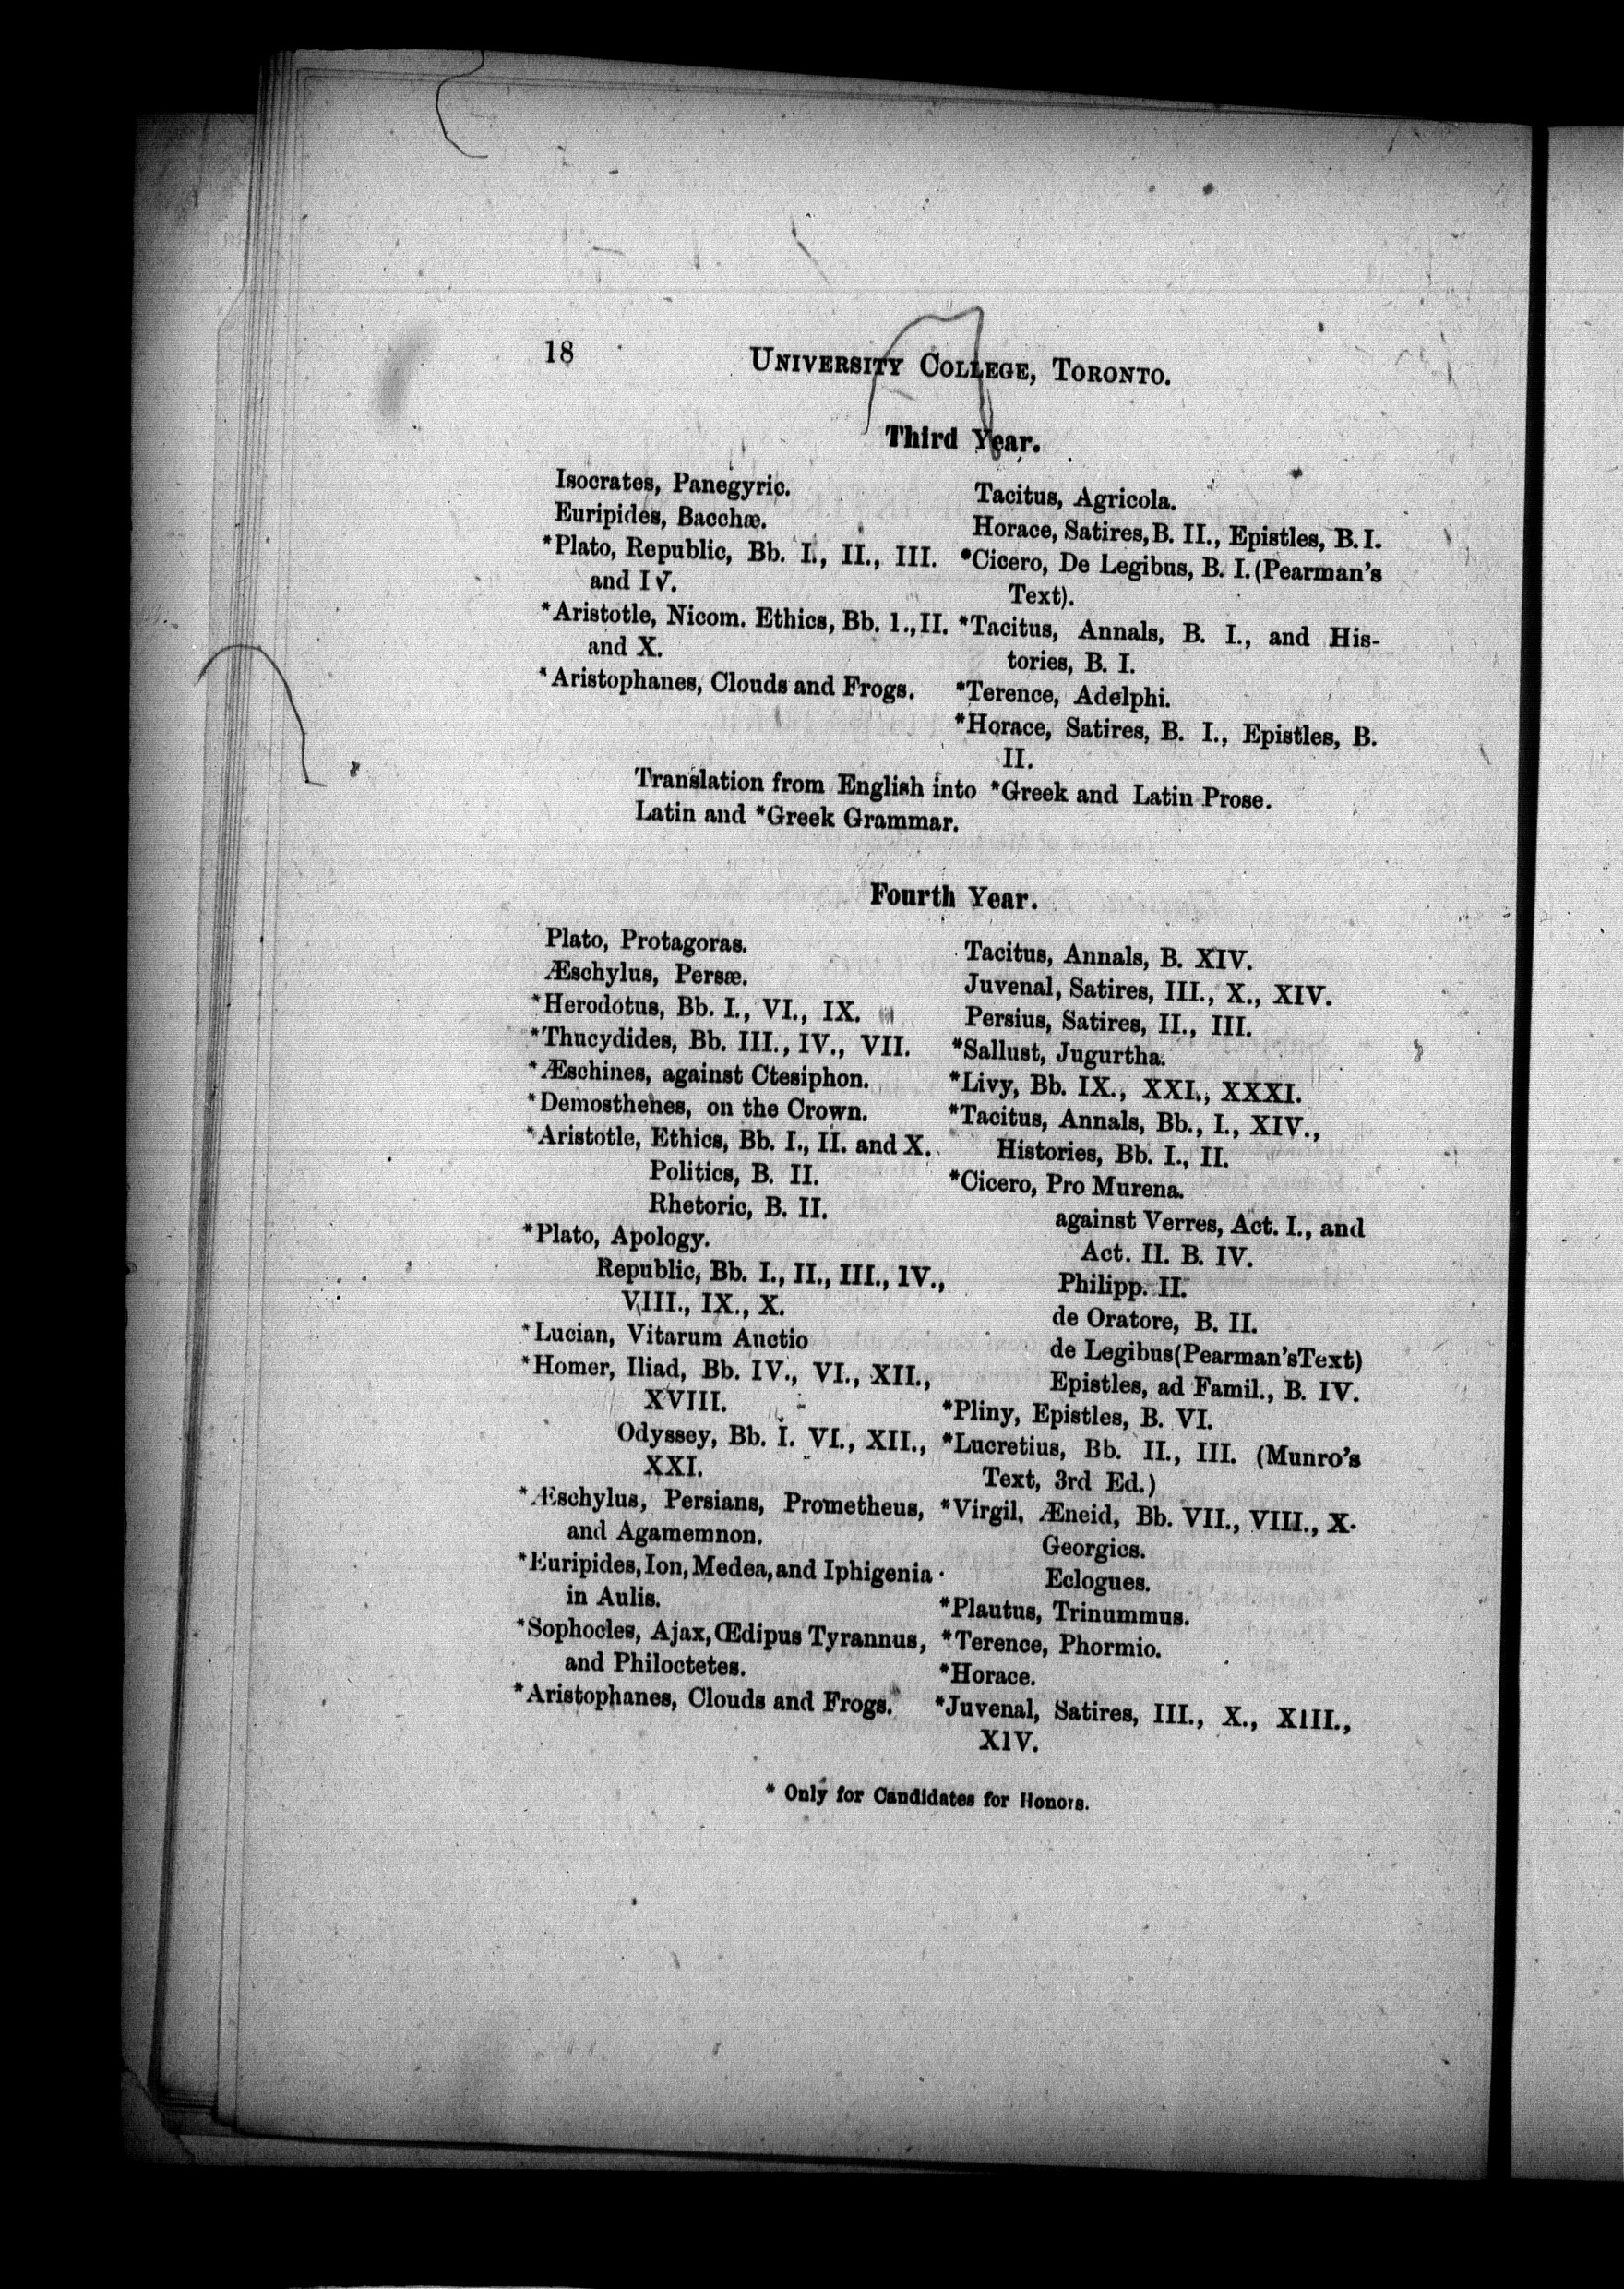 18
UNIVERSITY COLLEGE, TORONTO.
Third Year.
Isocrates, Panegyric.
Euripides, Bacchæ.
*Plato, Republic, Bb. I., II., III.
and IV.
*Aristotle, Nicom. Ethics, Bb. 1., II.
and X.
*Aristophanes, Clouds and Frogs.
Tacitus, Agricola.
Horace, Satires, B. II., Epistles, B. I.
*Cicero, De Legibus, B. I. (Pearman's
Text).
*Tacitus, Annals, B. I., and His-
tories, B. I.
*Terence, Adelphi.
*Horace, Satires, B. I., Epistles, B.
II.
Translation from English into *Greek and Latin Prose.
Latin and *Greek Grammar.
Fourth Year.
Plato, Protagoras.
Æschylus, Persæ.
*Herodotus, Bb. I., VI., IX.
*Thucydides, Bb. III., IV., VII.
*Æschines, against Ctesiphon.
*Demosthenes, on the Crown.
*Aristotle, Ethics, Bb. I., II. and X.
Politics, B. II.
Rhetoric, B. II.
*Plato, Apology.
Republic, Bb. I., II., III., IV.,
VIII., IX., X.
*Lucian, Vitarum Auctio
*Homer, Iliad, Bb. IV., VI., XII.,
XVIII.
Odyssey, Bb. I. VI., XII.,
XXI.
*Æschylus, Persians, Prometheus,
and Agamemnon.
*Euripides, Ion, Medea, and Iphigenia
in Aulis.
*Sophocles, Ajax, Œdipus Tyrannus,
and Philoctetes.
*Aristophanes, Clouds and Frogs.
Tacitus, Annals, B. XIV.
Juvenal, Satires, III., X., XIV.
Persius, Satires, II., III.
*Sallust, Jugurtha.
*Livy, Bb. IX., XXI., XXXI.
*Tacitus, Annals, Bb., I., XIV.,
Histories, Bb. I., II.
*Cicero, Pro Murena.
against Verres, Act. I., and
Act. II. B. IV.
Philipp. II.
de Oratore, B. II.
de Legibus (Pearman's Text)
Epistles, ad Famil., B. IV.
*Pliny, Epistles, B. VI.
*Lucretius, Bb. II., III. (Munro's
Text, 3rd Ed.)
*Virgil, Æneid, Bb. VII., VIII., X.
Georgics.
Eclogues.
*Plautus, Trinummus.
*Terence, Phormio.
*Horace.
*Juvenal, Satires, III., X., XIII.,
XIV.
* Only for Candidates for Honors.